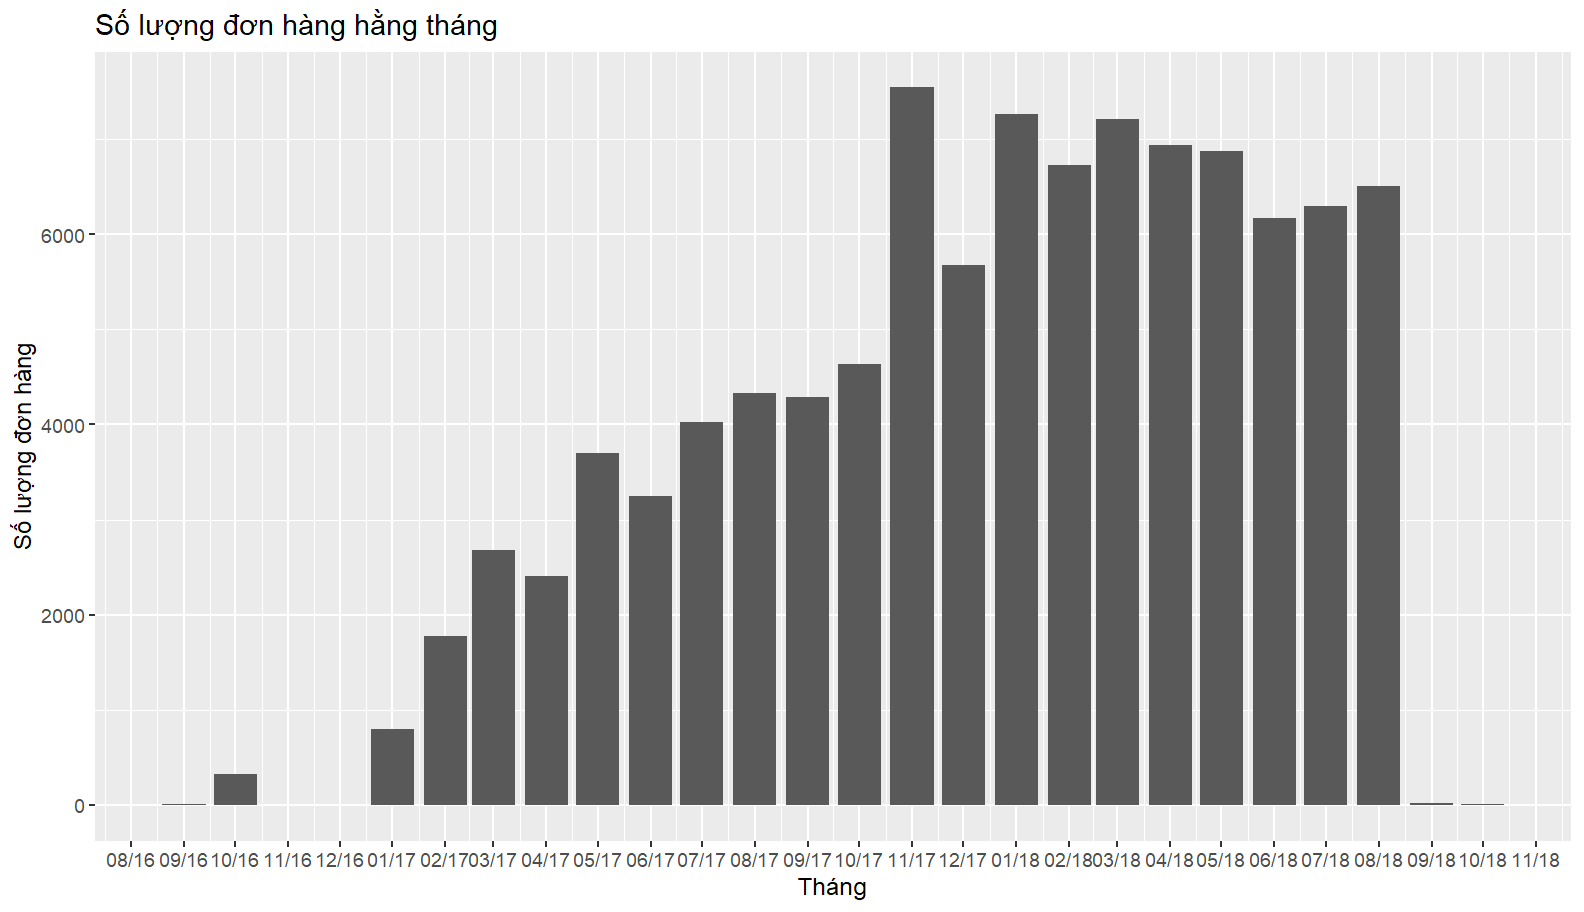 Số lượng đơn hàng hằng tháng
Số lượng đơn hàng
6000
4000
2000
0
08/16 09/16 10/16 11/16 12/16 01/17 02/17 03/17 04/17 05/17 06/17 07/17 08/17 09/17 10/17 11/17 12/17 01/18 02/18 03/18 04/18 05/18 06/18 07/18 08/18 09/18 10/18 11/18
Tháng